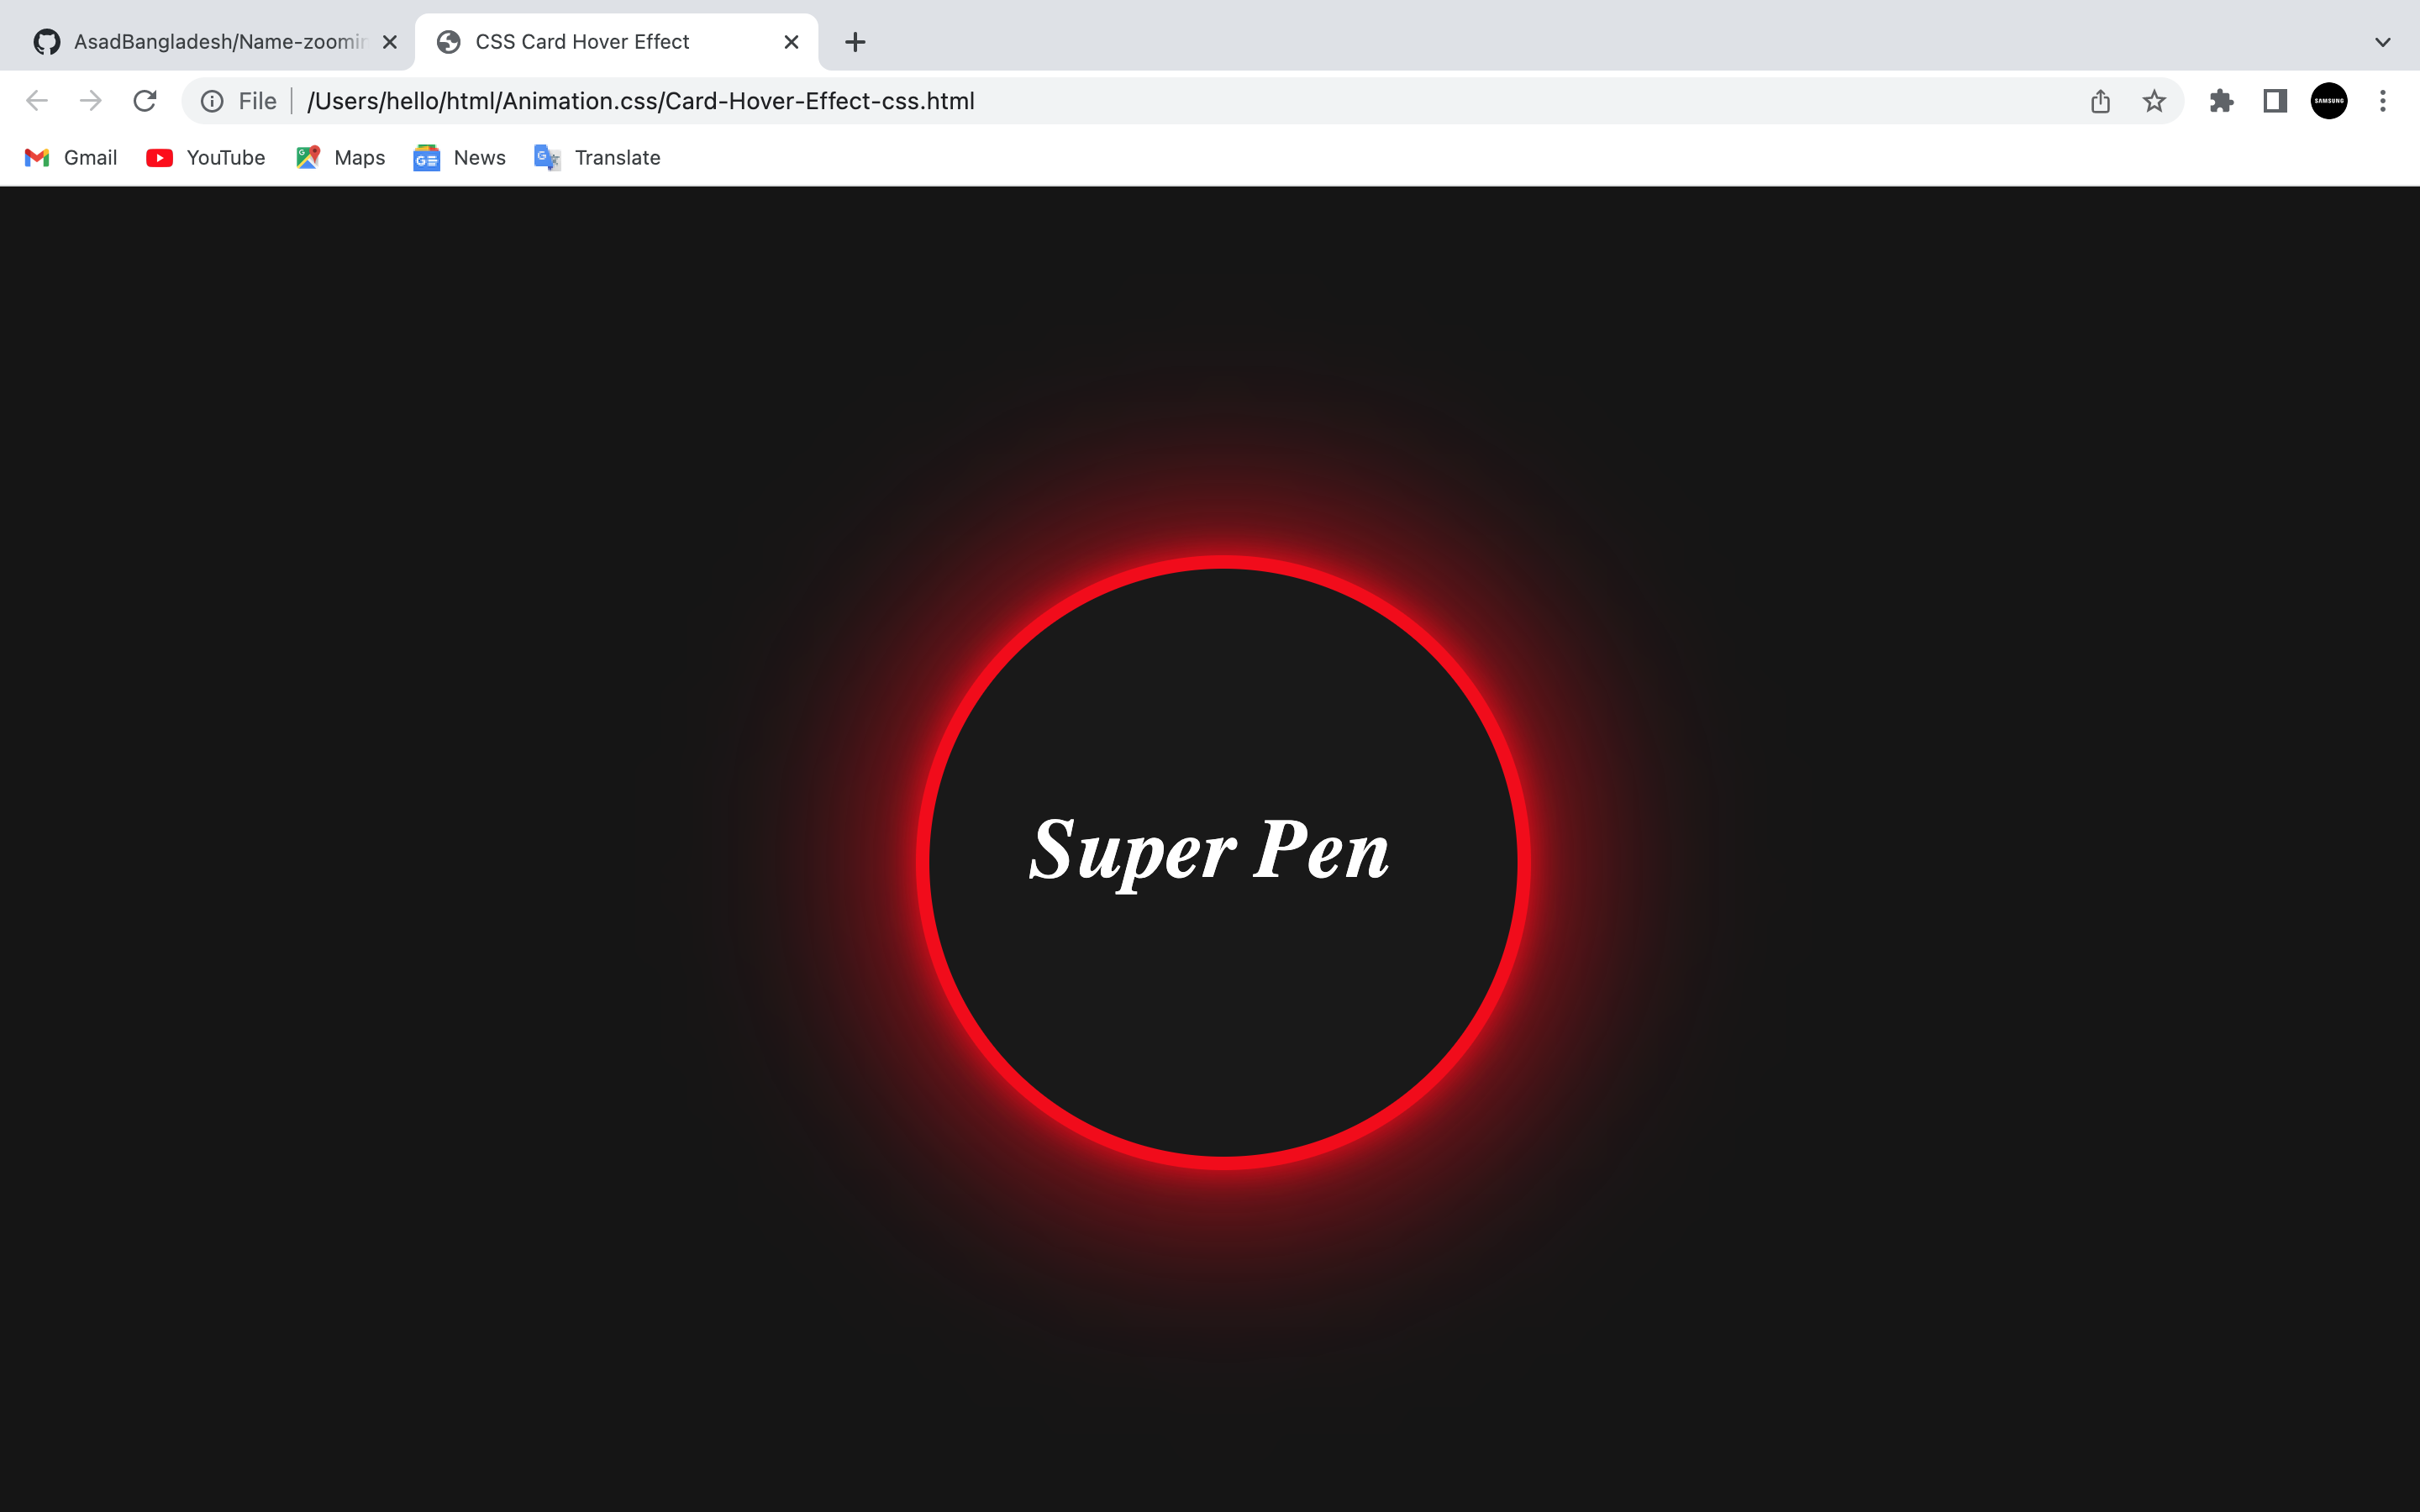 AsadBangladesh/Name-zoomin
CSS Card Hover Effect
File
/Users/hello/html/Animation.css/Card-Hover-Effect-css.html
SAMSUNG
Gmail
YouTube
Maps
News
Translate
Super Pen